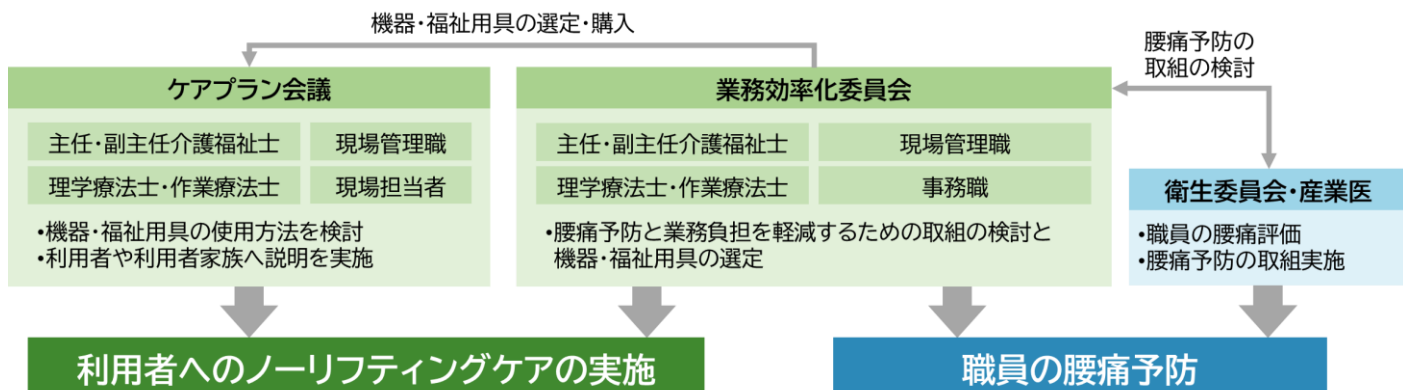 機器・福祉用具の選定・購入
腰痛予防の
取組の検討
ケアプラン会議
主任・副主任介護福祉士
現場管理職
理学療法士・作業療法士
現場担当者
・機器・福祉用具の使用方法を検討
・利用者や利用者家族へ説明を実施
業務効率化委員会
主任・副主任介護福祉士
現場管理職
理学療法士・作業療法士
事務職
・腰痛予防と業務負担を軽減するための取組の検討と
機器・福祉用具の選定
衛生委員会・産業医
・職員の腰痛評価
・腰痛予防の取組実施
利用者へのノーリフティングケアの実施
職員の腰痛予防